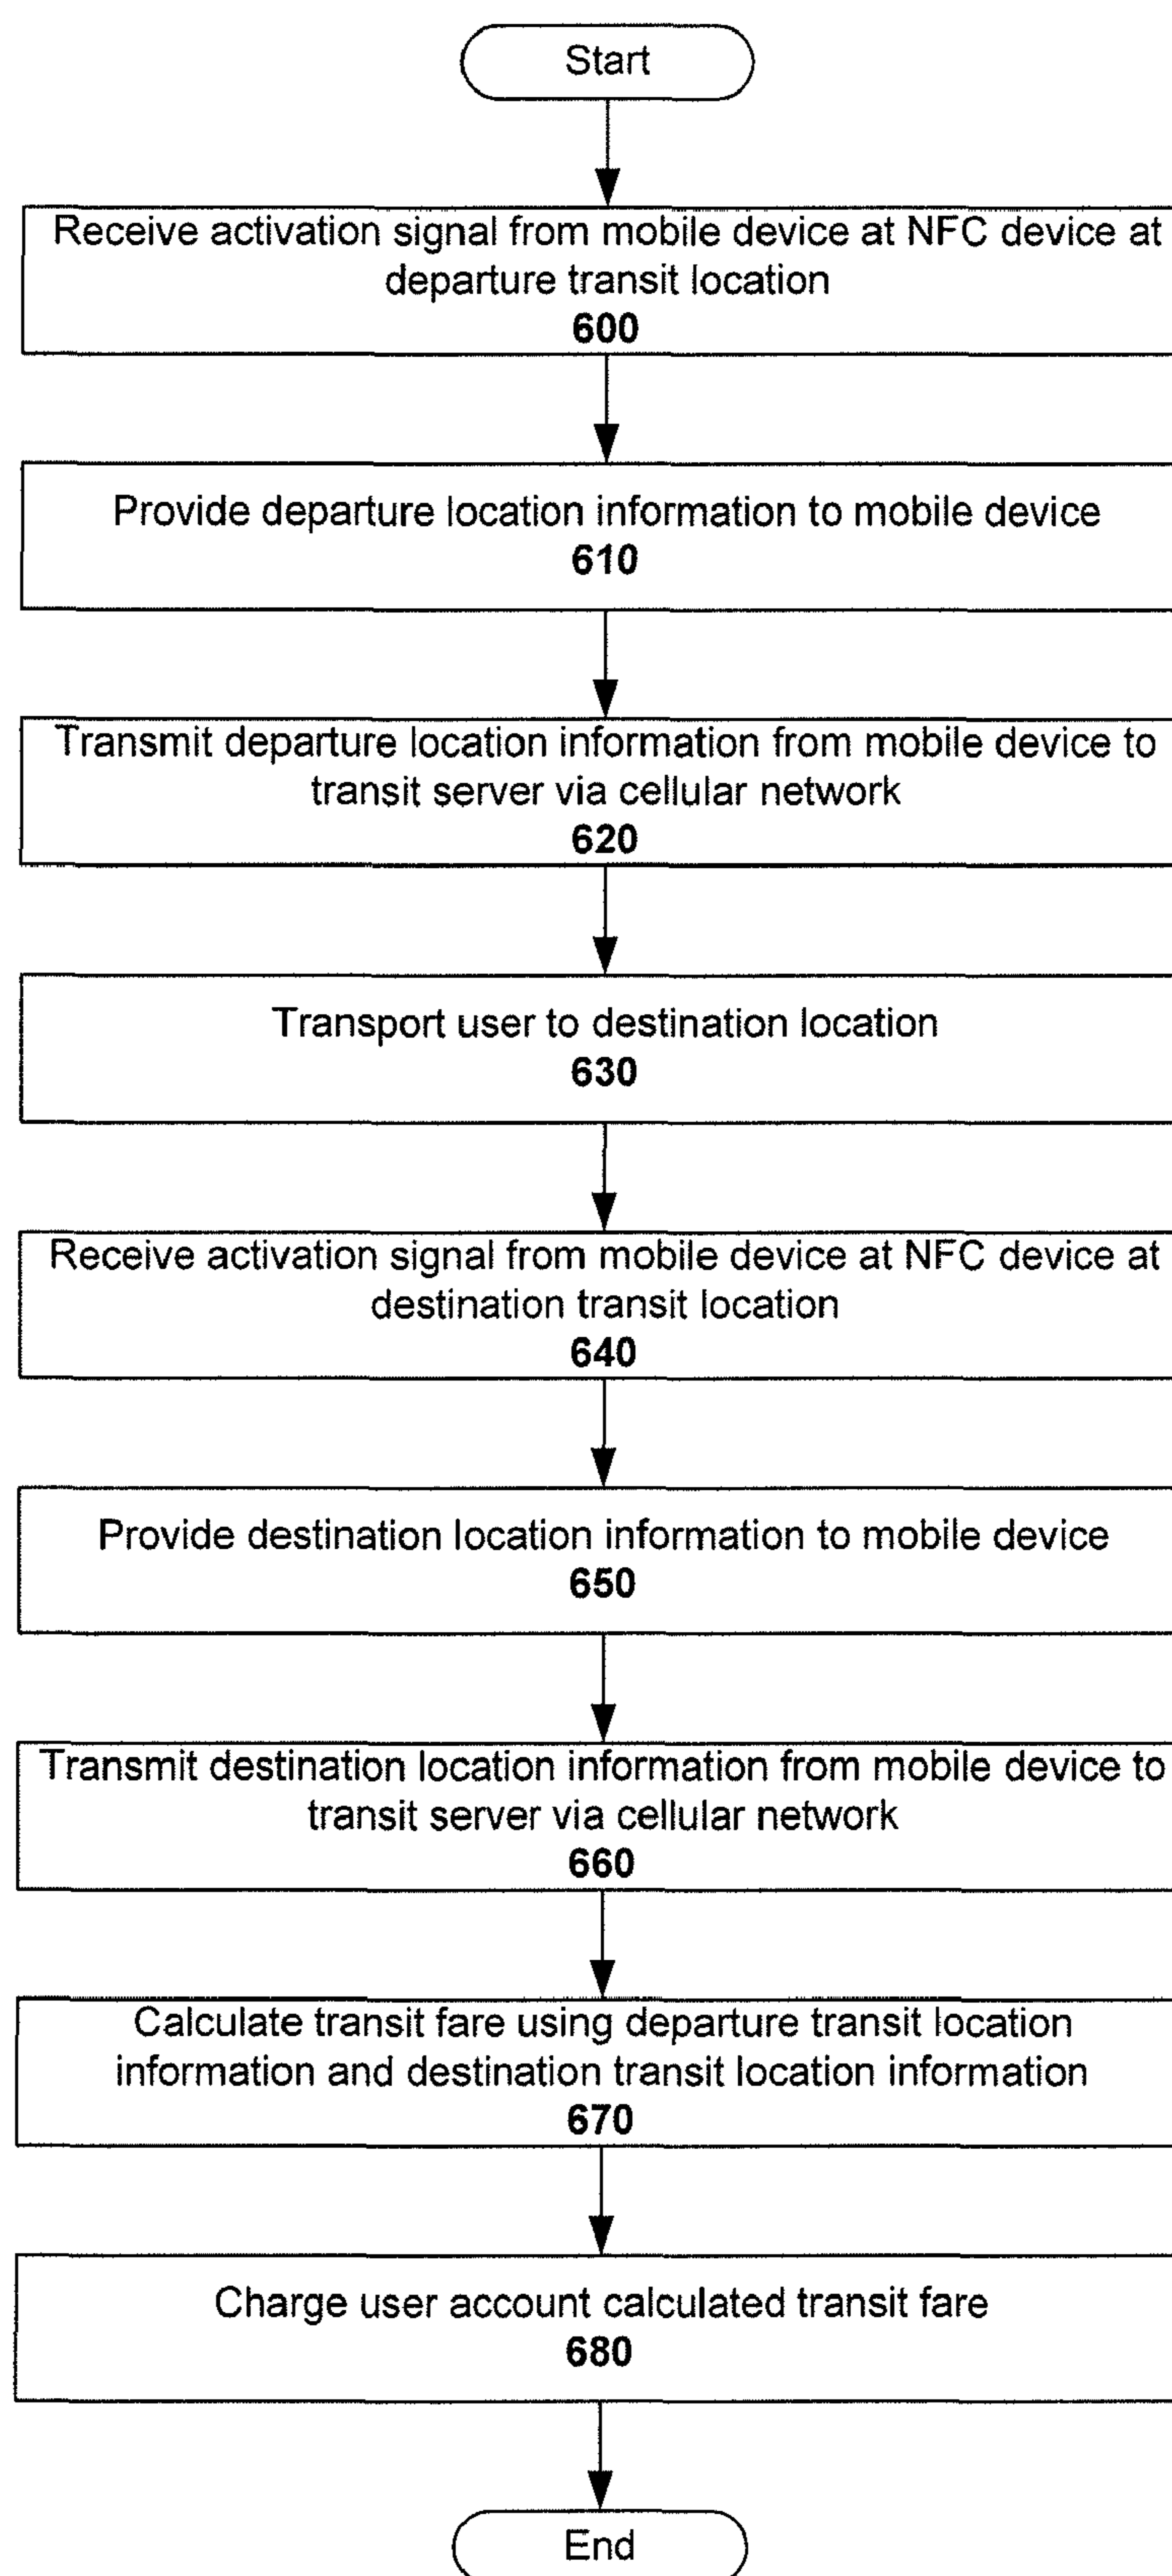 Start
Receive activation signal from mobile device at NFC device at
departure transit location
600
Provide departure location information to mobile device
610
Transmit departure location information from mobile device to
transit server via cellular network
620
Transport user to destination location
630
Receive activation signal from mobile device at NFC device at
destination transit location
640
Provide destination location information to mobile device
650
Transmit destination location information from mobile device to
transit server via cellular network
660
Calculate transit fare using departure transit location
information and destination transit location information
670
Charge user account calculated transit fare
680
End